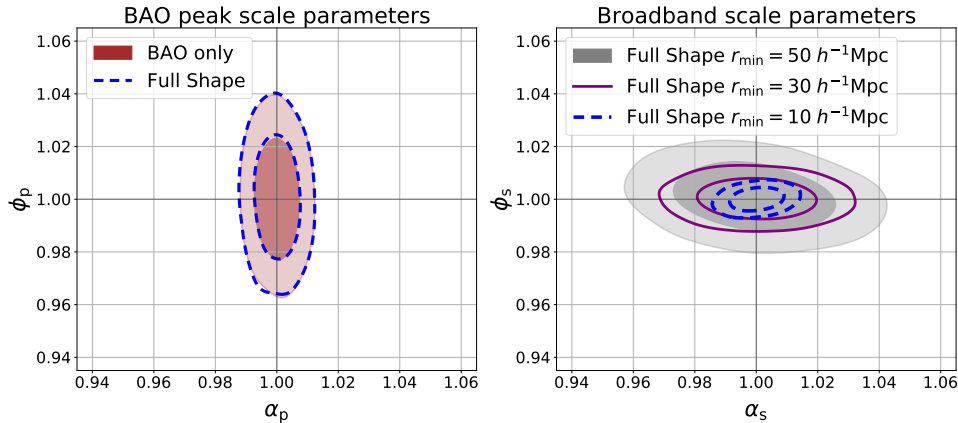 BAO peak scale parameters
BAO only
Full Shape
1.06
1.04
1.02
1.00
0.98
0.96
0.94
ϕp
0.94 0.96 0.98 1.00 1.02 1.04 1.06
αp
Broadband scale parameters
Full Shape rmin = 50 h⁻¹Mpc
Full Shape rmin = 30 h⁻¹Mpc
Full Shape rmin = 10 h⁻¹Mpc
1.06
1.04
1.02
1.00
0.98
0.96
0.94
ϕs
0.94 0.96 0.98 1.00 1.02 1.04 1.06
αs